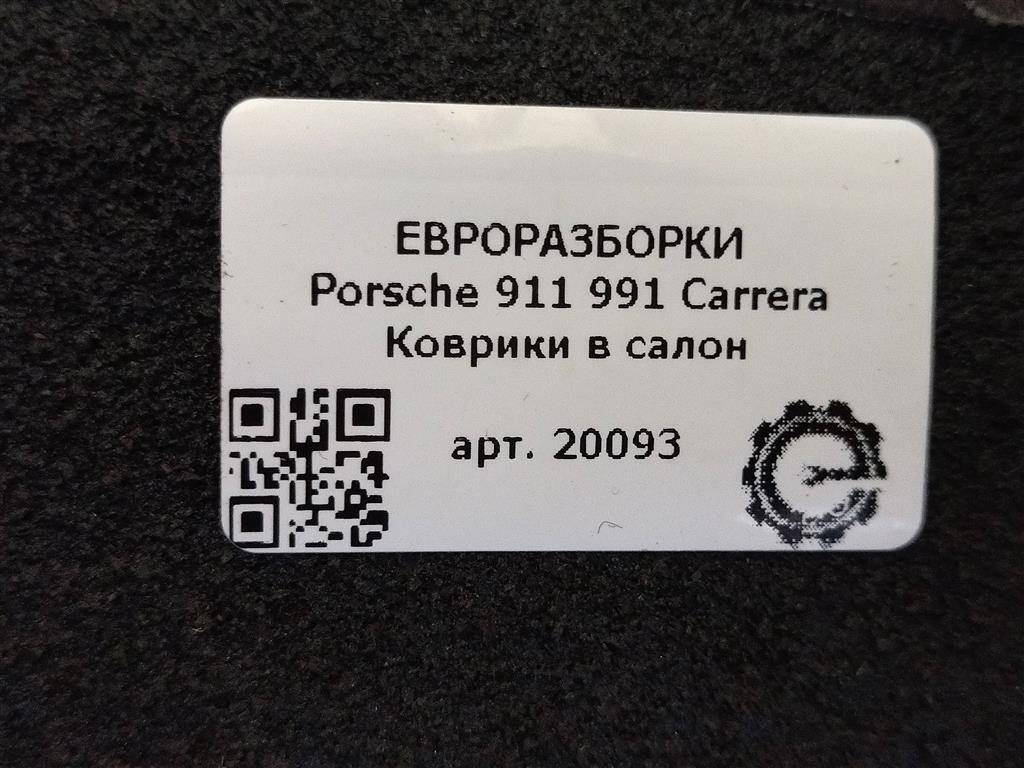 ЕВРОРАЗБОРКИ
Porsche 911 991 Carrera
Коврики в салон
арт. 20093